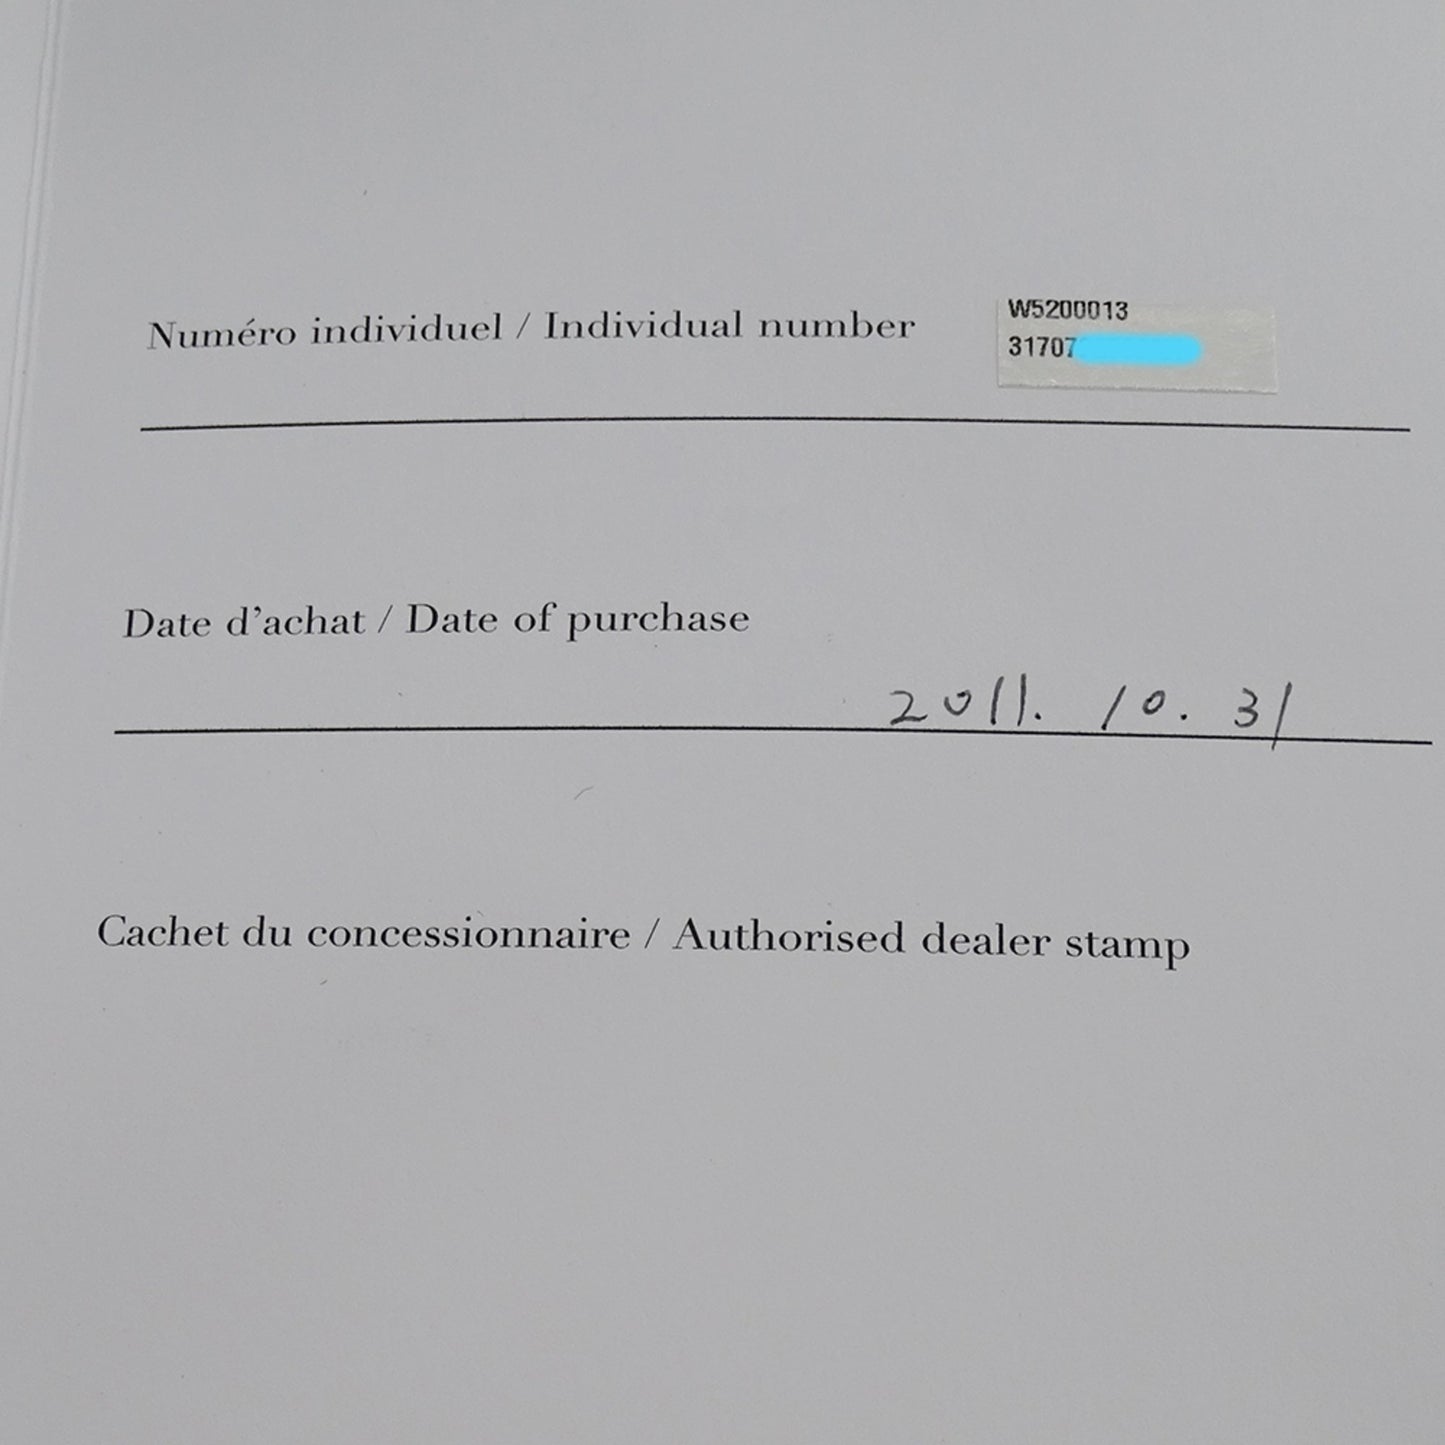 Numéro individuel / Individual number
W5200013
31707
Date d'achat / Date of purchase
2011. 10. 31
Cachet du concessionnaire / Authorised dealer stamp